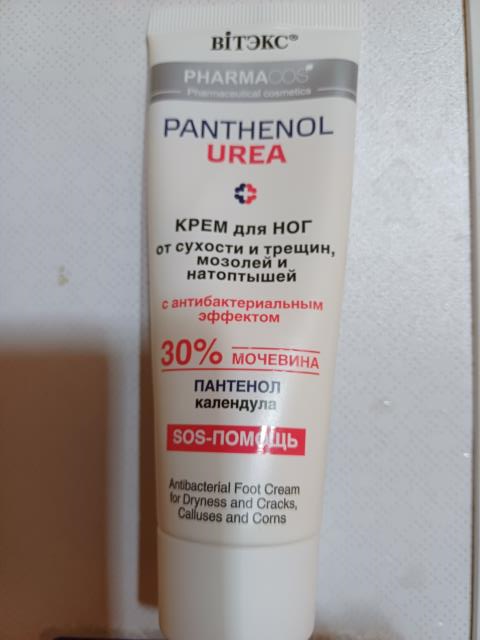 ВІТЭКС®
PHARMACOS
Pharmaceutical cosmetics
PANTHENOL
UREA
КРЕМ для НОГ
от сухости и трещин,
мозолей и
натоптышей
с антибактериальным
эффектом
30% МОЧЕВИНА
ПАНТЕНОЛ
календула
SOS-ПОМОЩЬ
Antibacterial Foot Cream
for Dryness and Cracks,
Calluses and Corns